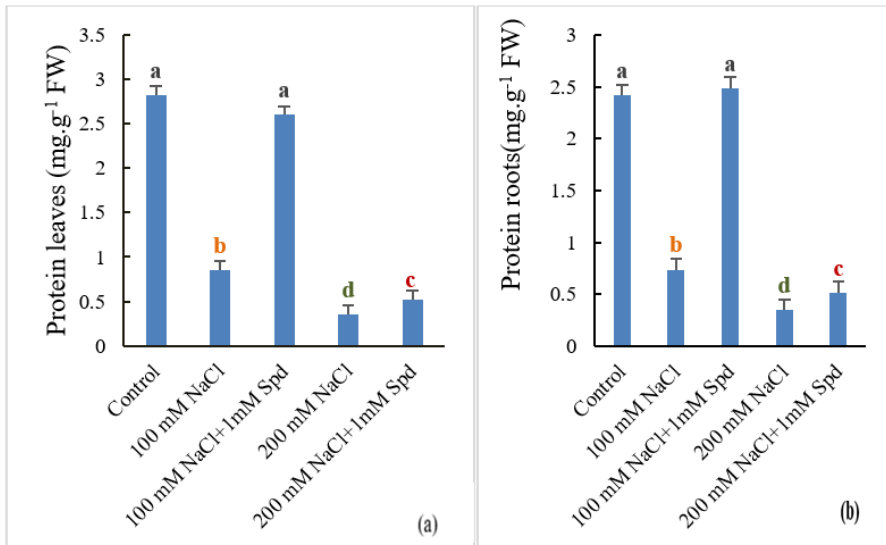 Protein leaves (mg.g⁻¹ FW)
3.5
3
2.5
2
1.5
1
0.5
0
a
b
a
d
c
Control
100 mM NaCl
100 mM NaCl+1mM Spd
200 mM NaCl
200 mM NaCl+1mM Spd
(a)
Protein roots(mg.g⁻¹ FW)
3
2.5
2
1.5
1
0.5
0
a
b
a
d
c
Control
100 mM NaCl
100 mM NaCl+1mM Spd
200 mM NaCl
200 mM NaCl+1mM Spd
(b)